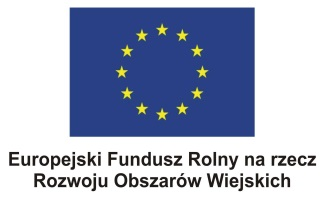 Europejski Fundusz Rolny na rzecz
Rozwoju Obszarów Wiejskich